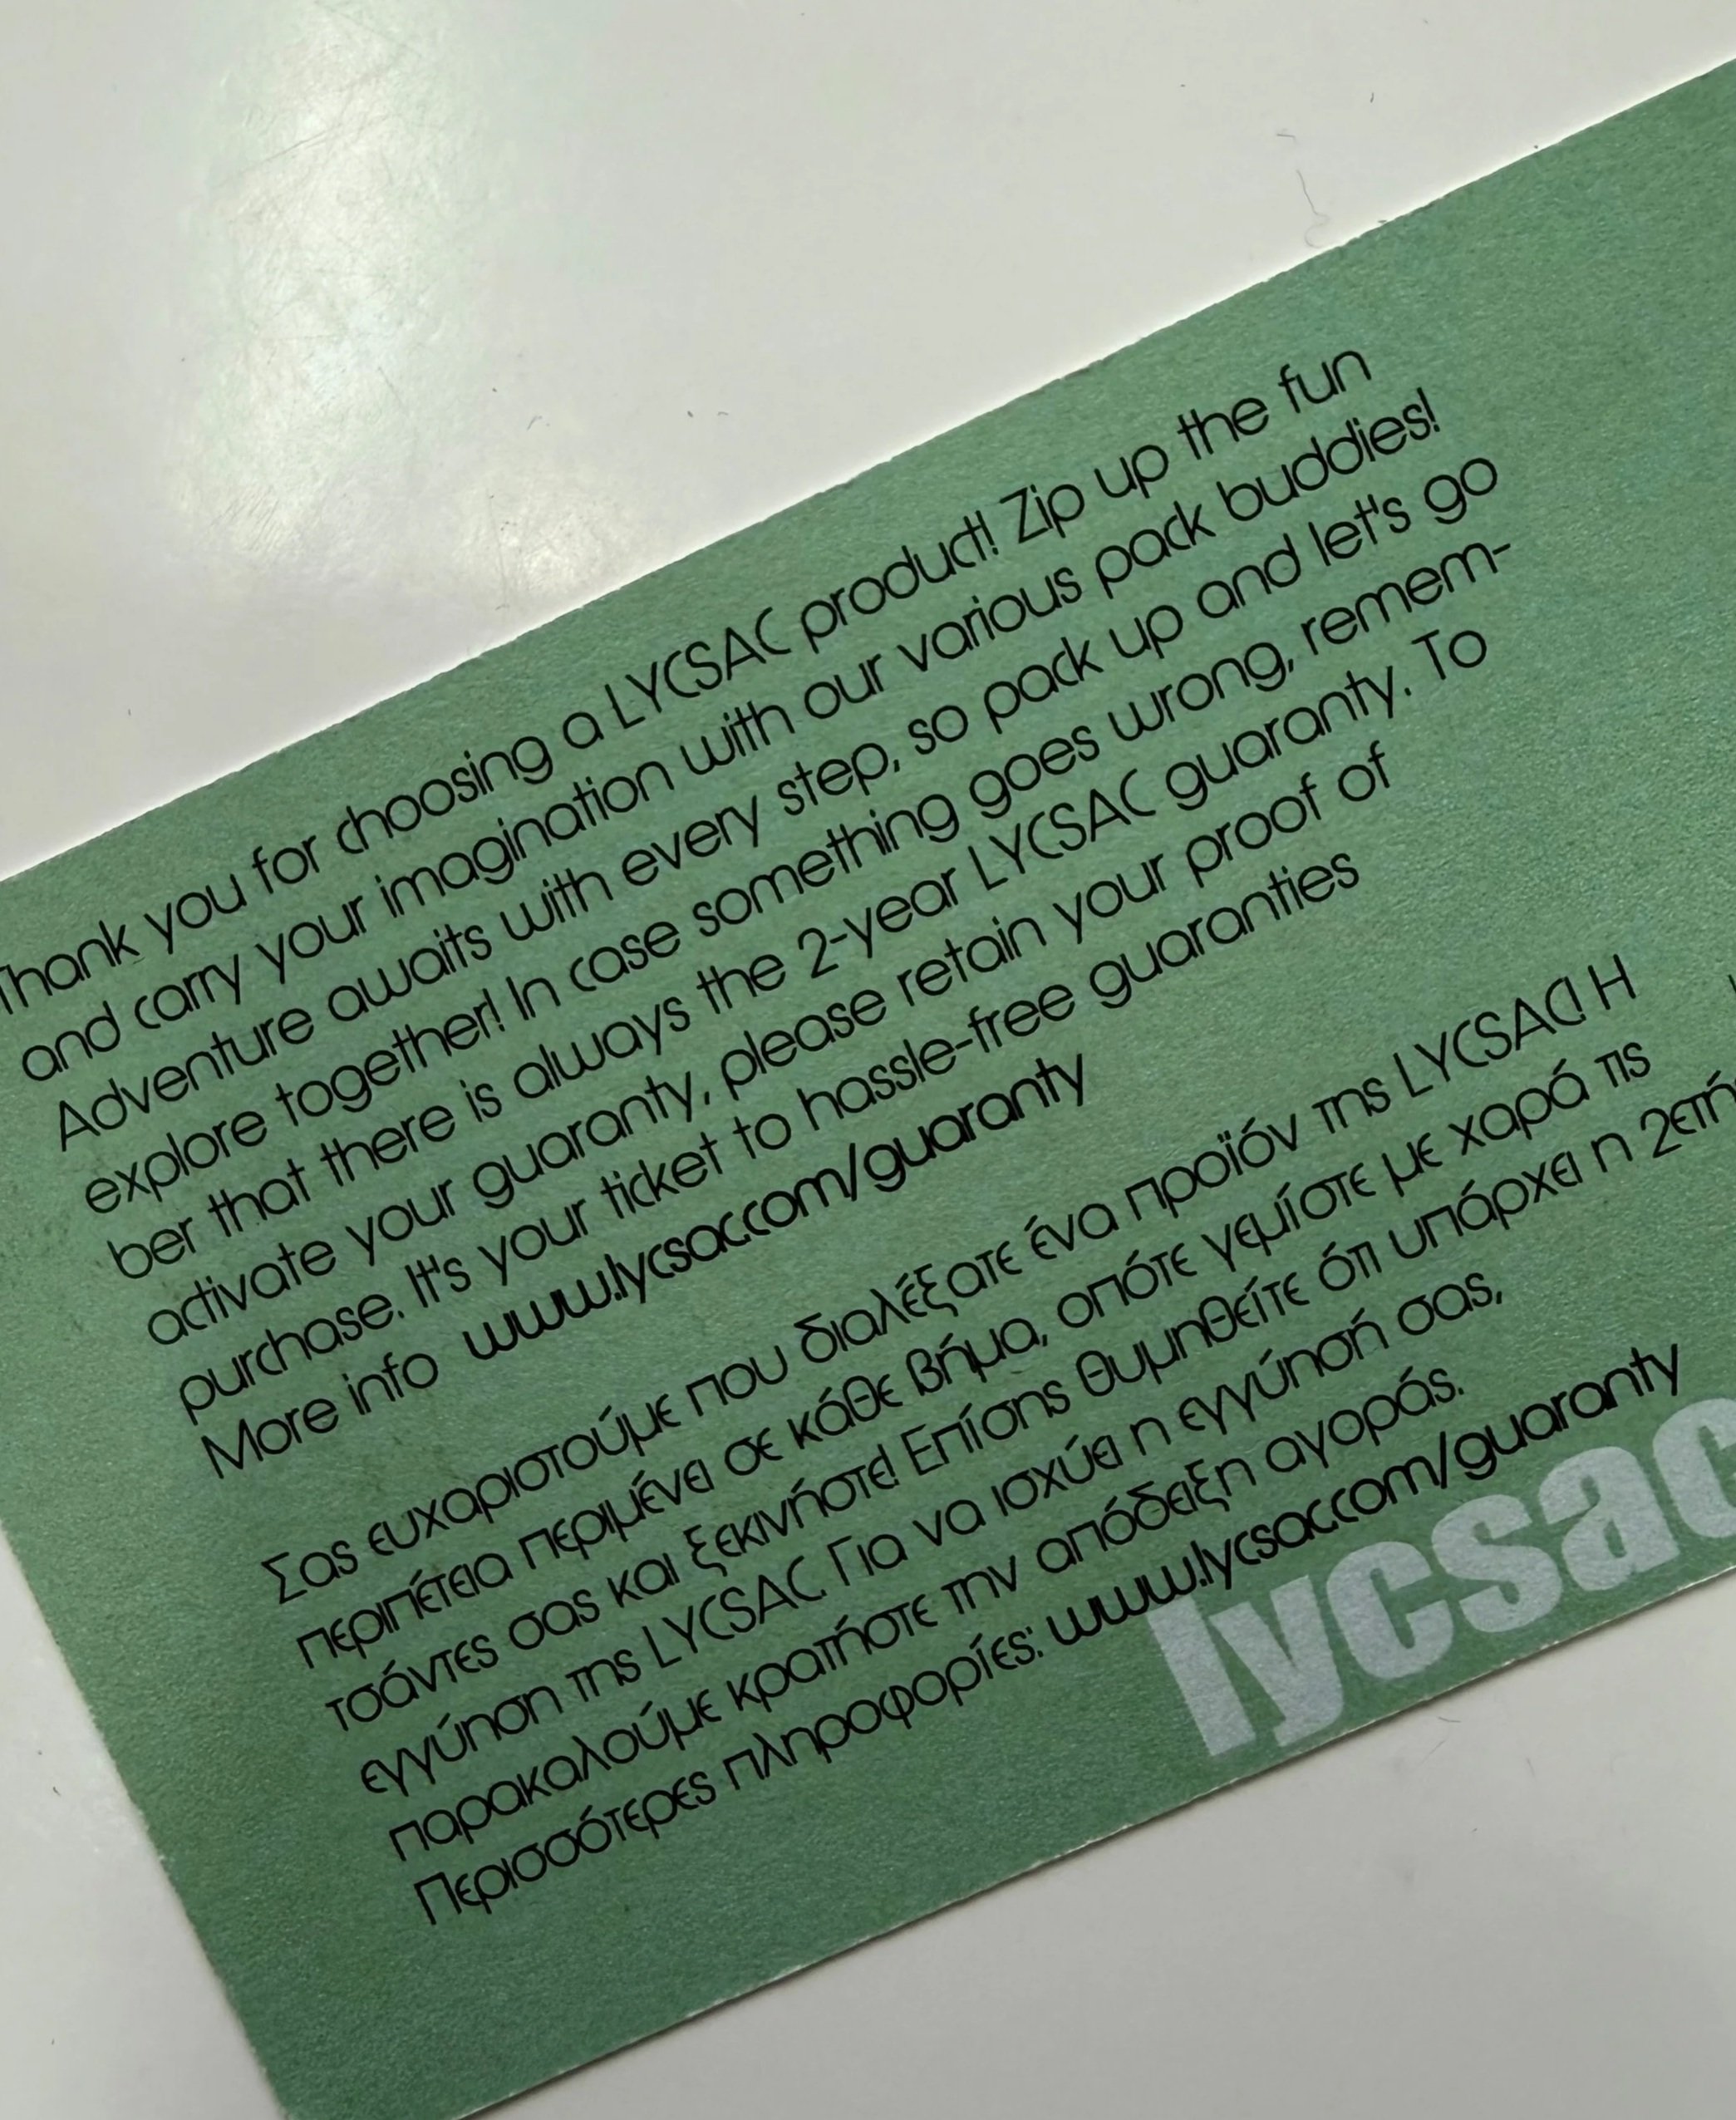 Thank you for choosing a LYCSAC product! Zip up the fun
and carry your imagination with our various pack buddies!
Adventure awaits with every step, so pack up and let's go
explore together! In case something goes wrong, remem-
ber that there is always the 2-year LYCSAC guaranty. To
activate your guaranty, please retain your proof of
purchase. It's your ticket to hassle-free guaranties
More info www.lycsac.com/guaranty
Σας ευχαριστούμε που διαλέξατε ένα προϊόν της LYCSAC! Η
περιπέτεια περιμένει σε κάθε βήμα, οπότε γεμίστε με χαρά τις
τσάντες σας και ξεκινήστε! Επίσης θυμηθείτε ότι υπάρχει η 2ετή
εγγύηση της LYCSAC. Για να ισχύει η εγγύησή σας,
παρακαλούμε κρατήστε την απόδειξη αγοράς.
Περισσότερες πληροφορίες: www.lycsac.com/guaranty
lycsac